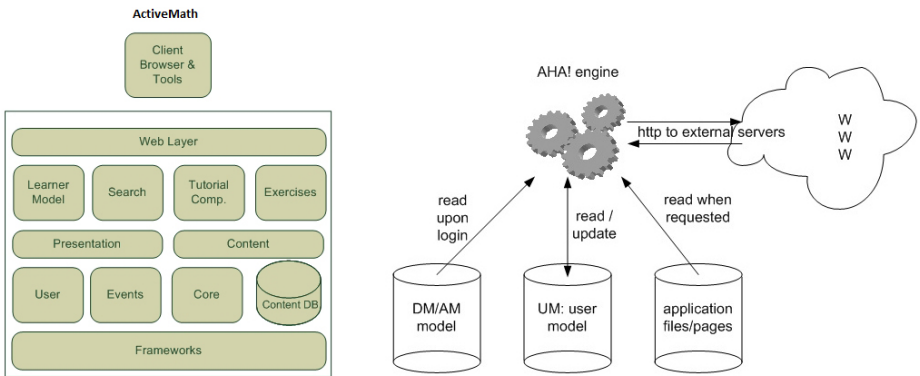 ActiveMath
Client
Browser &
Tools
Web Layer
Learner
Model
Search
Tutorial
Comp.
Exercises
Presentation
Content
User
Events
Core
Content DB.
Frameworks
AHA! engine
http to external servers
W
W
W
read
upon
login
read /
update
read when
requested
DM/AM
model
UM: user
model
application
files/pages